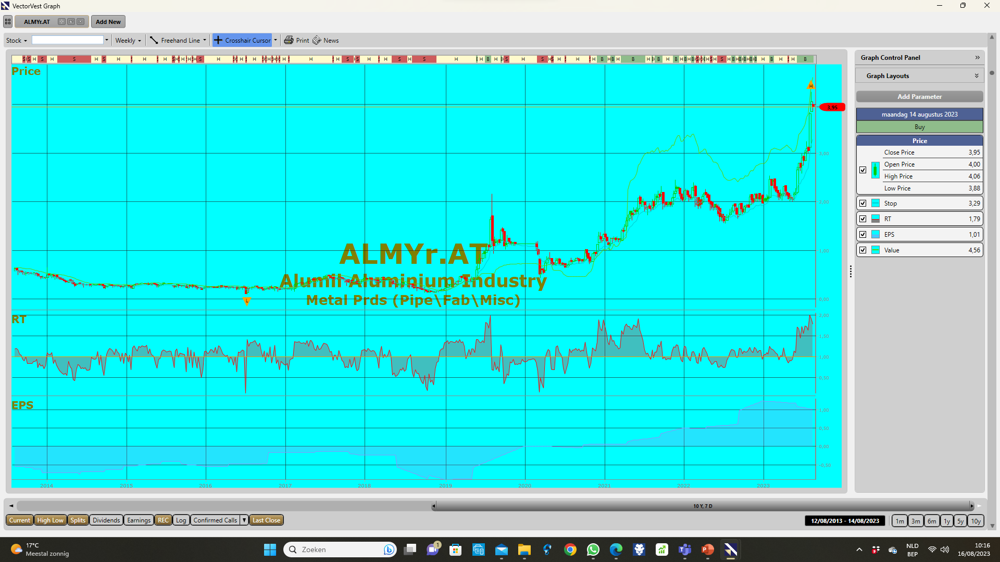 VectorVest Graph
ALMYr.AT
Add New
Stock
Weekly
Freehand Line
Crosshair Cursor
Print
News
Price
H
3,95
3,00
2,00
1,00
0,00
ALMYr.AT
Alumil Aluminium Industry
Metal Prds (Pipe\Fab\Misc)
L
RT
2,00
1,50
1,00
0,50
EPS
1,00
0,50
0,00
-0,50
2014 2015 2016 2017 2018 2019 2020 2021 2022 2023
Graph Control Panel
Graph Layouts
Add Parameter
maandag 14 augustus 2023
Buy
Price
Close Price 3,95
Open Price 4,00
High Price 4,06
Low Price 3,88
Stop 3,29
RT 1,79
EPS 1,01
Value 4,56
10 Y, 7 D
Current High Low Splits Dividends Earnings REC Log Confirmed Calls Last Close
12/08/2013 - 14/08/2023
1m 3m 6m 1y 5y 10y
17°C
Meestal zonnig
Zoeken
1
NLD
BEP
10:16
16/08/2023